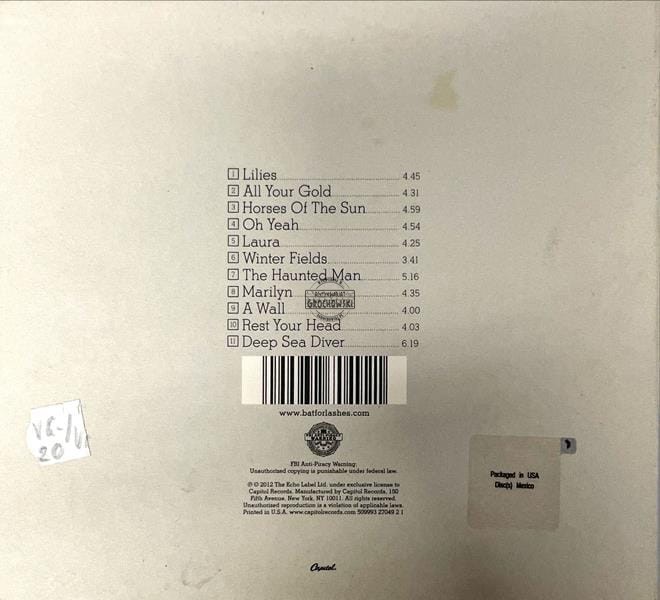 1 Lilies 4.45
2 All Your Gold 4.31
3 Horses Of The Sun 4.59
4 Oh Yeah 4.54
5 Laura 4.25
6 Winter Fields 3.41
7 The Haunted Man 5.16
8 Marilyn 4.35
GROCHOWSKI
9 A Wall 4.00
10 Rest Your Head 4.03
11 Deep Sea Diver 6.19
www.batforlashes.com
WARNING
FBI Anti-Piracy Warning:
Unauthorized copying is punishable under federal law.
℗ © 2012 The Echo Label Ltd. under exclusive license to
Capitol Records. Manufactured by Capitol Records, 150
Fifth Avenue, New York, NY 10011. All rights reserved.
Unauthorized reproduction is a violation of applicable laws.
Printed in U.S.A. www.capitolrecords.com 509993 27049 2 1
Packaged in USA
Disc(s) Mexico
20
Capitol.